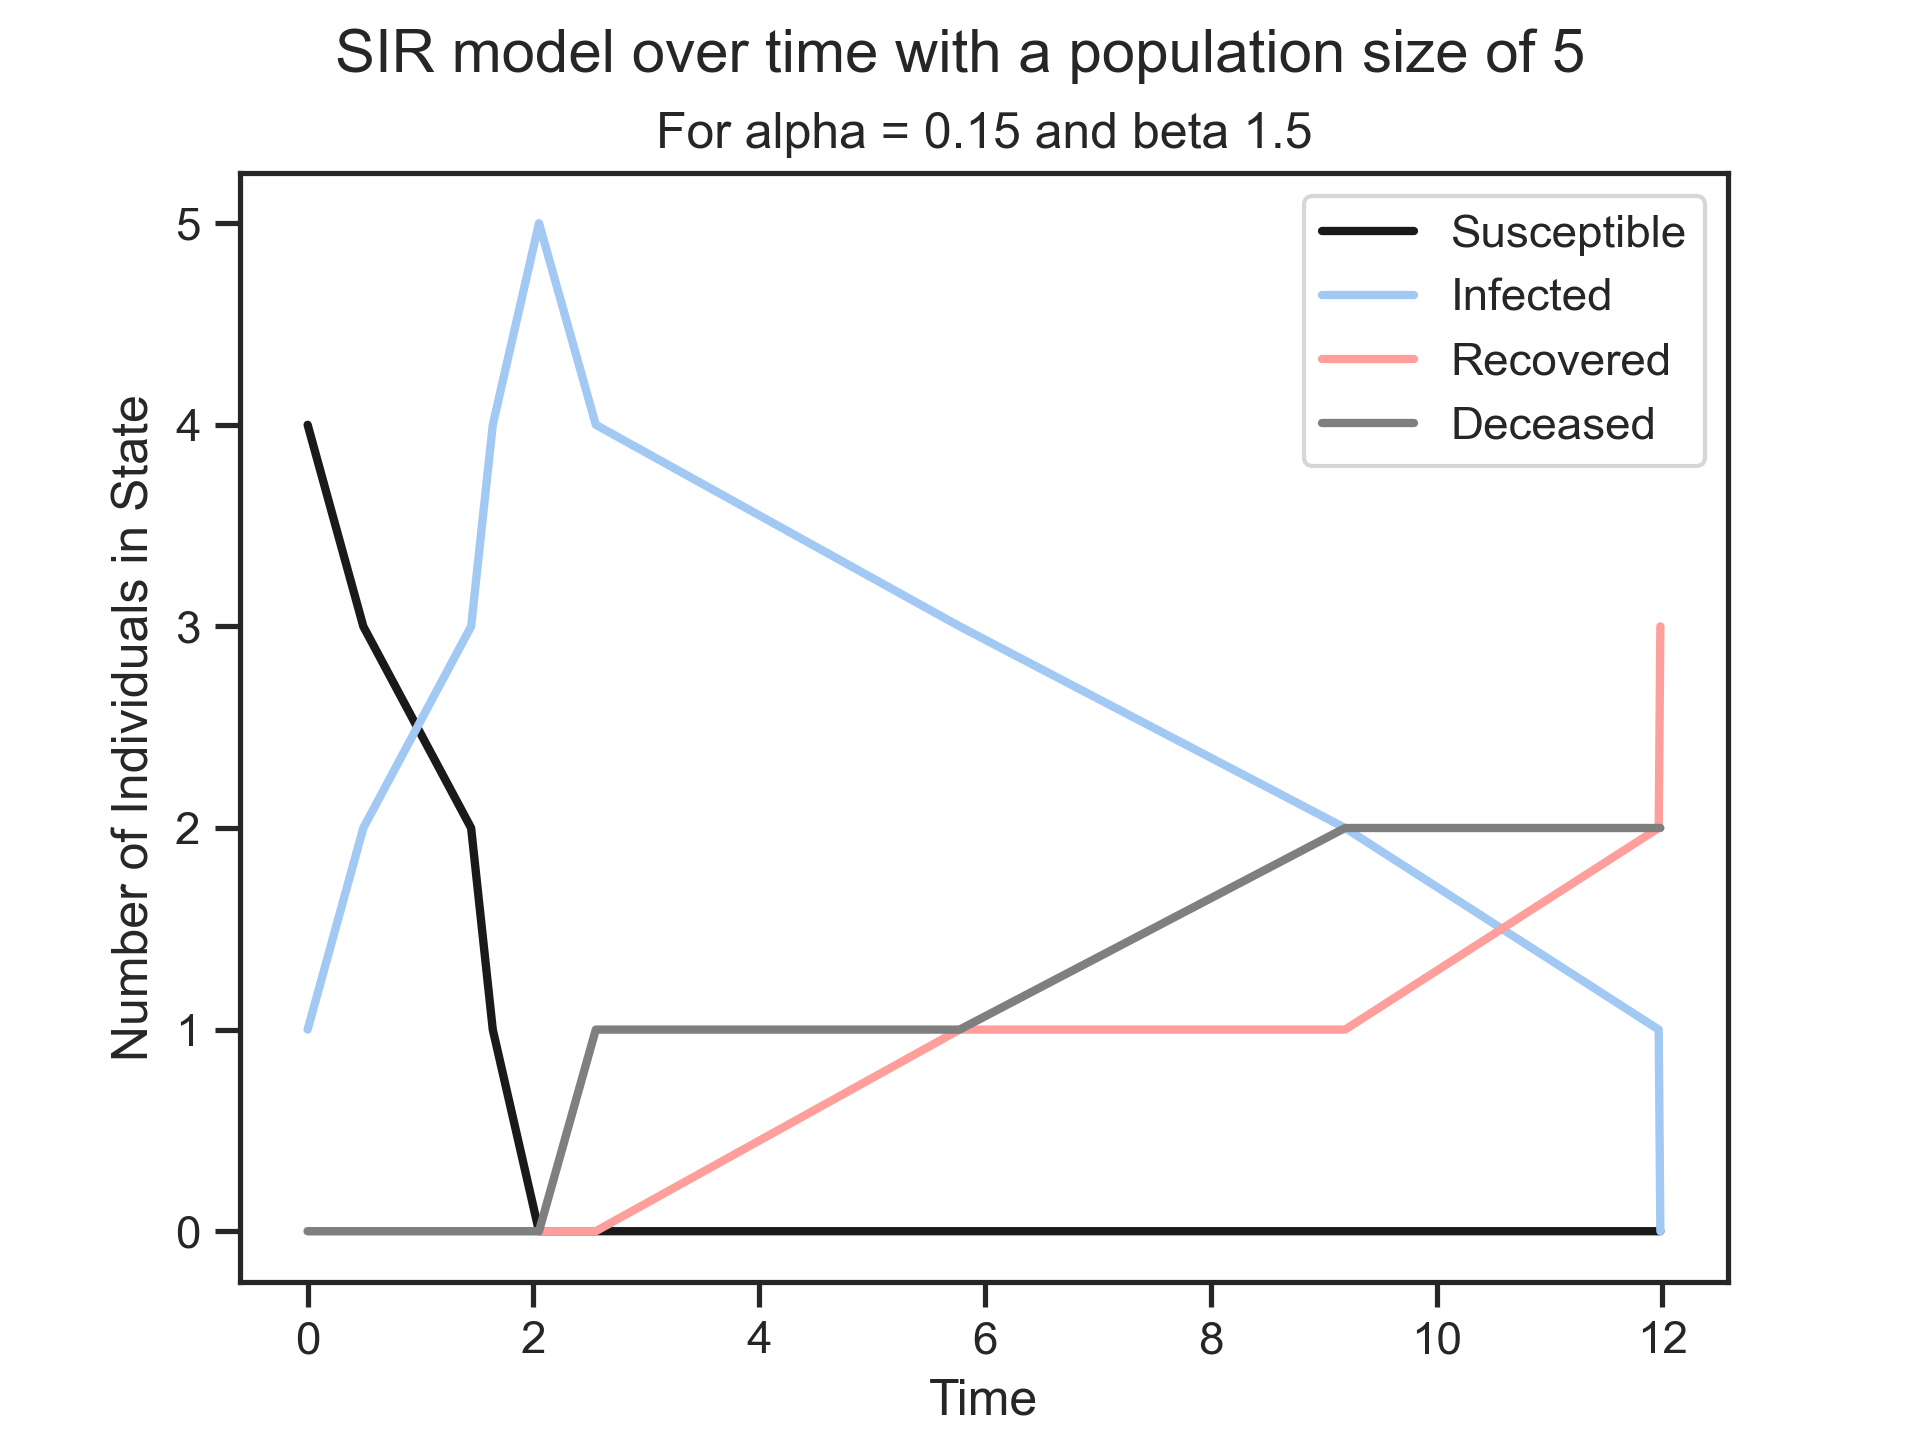 SIR model over time with a population size of 5
For alpha = 0.15 and beta 1.5
Susceptible
Infected
Recovered
Deceased
Number of Individuals in State
5
4
3
2
1
0
0 2 4 6 8 10 12
Time